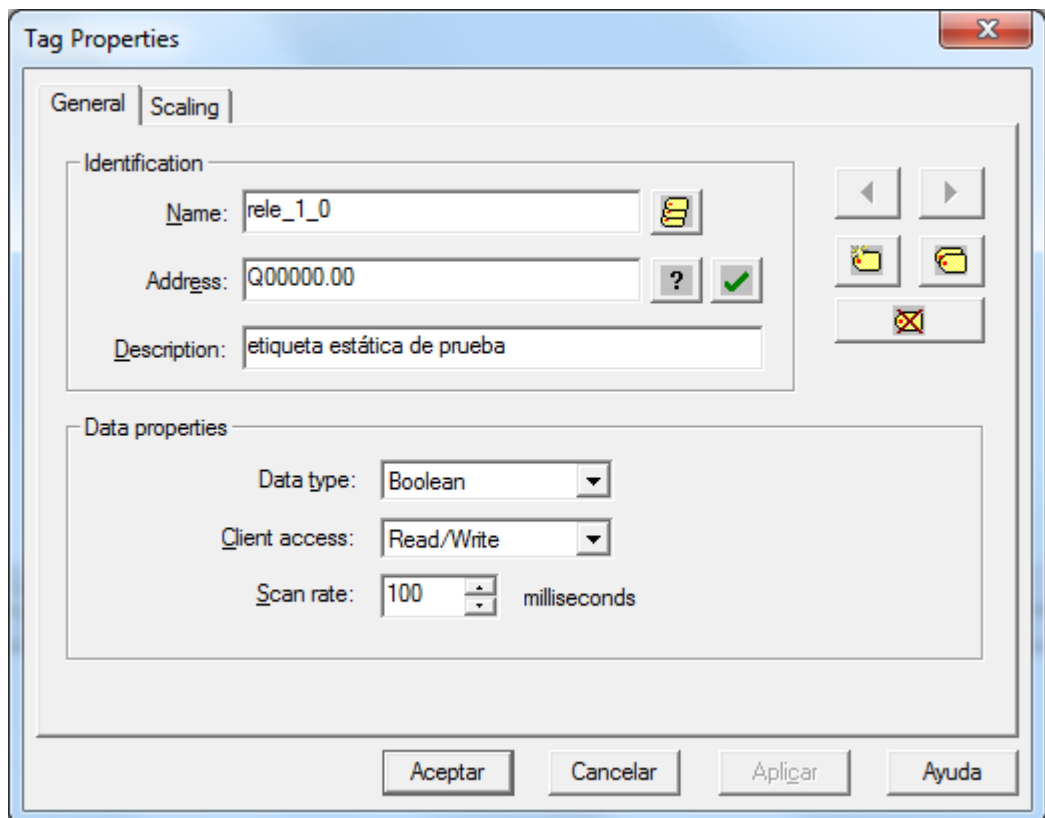 Tag Properties
General Scaling
Identification
Name: rele_1_0
Address: Q00000.00 ?
Description: etiqueta estática de prueba
Data properties
Data type: Boolean
Client access: Read/Write
Scan rate: 100 milliseconds
Aceptar Cancelar Aplicar Ayuda